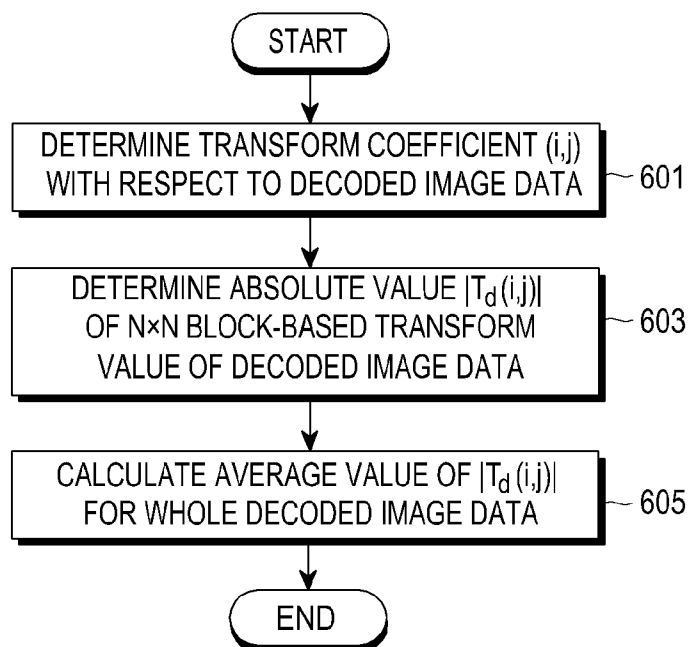 START
DETERMINE TRANSFORM COEFFICIENT (i,j)
WITH RESPECT TO DECODED IMAGE DATA
601
DETERMINE ABSOLUTE VALUE |Td (i,j)|
OF N×N BLOCK-BASED TRANSFORM
VALUE OF DECODED IMAGE DATA
603
CALCULATE AVERAGE VALUE OF |Td (i,j)|
FOR WHOLE DECODED IMAGE DATA
605
END